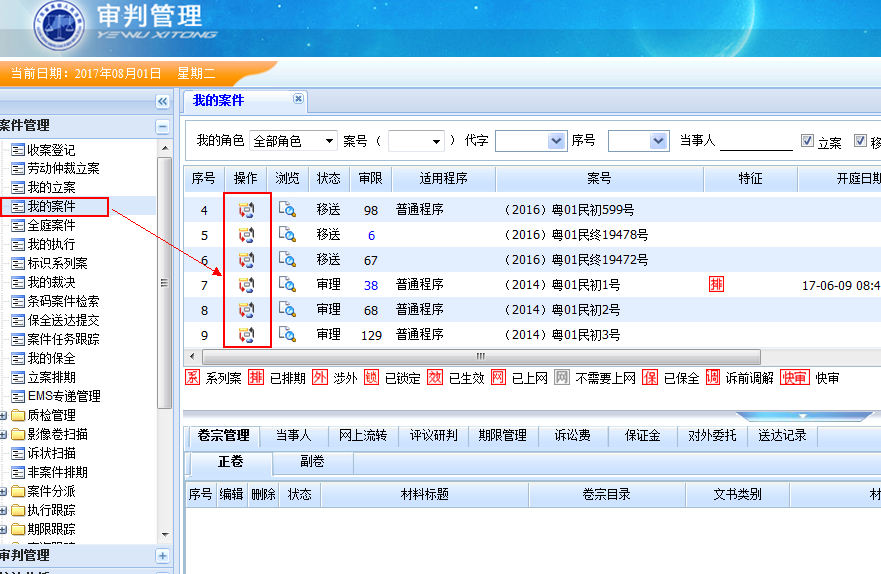 审判管理
YEWU XITONG
当前日期：2017年08月01日 星期二
案件管理
收案登记
劳动仲裁立案
我的立案
我的案件
全庭案件
我的执行
标识系列案
我的裁决
条码案件检索
保全送达提交
案件任务跟踪
我的保全
立案排期
EMS专递管理
质检管理
影像卷扫描
诉状扫描
非案件排期
案件分派
执行跟踪
期限跟踪
审判管理
我的案件
我的角色 全部角色 案号（ ）代字 序号 当事人 立案 移
序号 操作 浏览 状态 审限 适用程序 案号 特征 开庭日期
4 移送 98 普通程序 （2016）粤01民初599号
5 移送 6 （2016）粤01民终19478号
6 移送 67 （2016）粤01民终19472号
7 审理 38 普通程序 （2014）粤01民初1号 排 17-06-09 08:4
8 审理 68 普通程序 （2014）粤01民初2号
9 审理 129 普通程序 （2014）粤01民初3号
系 系列案 排 已排期 外 涉外 锁 已锁定 效 已生效 网 已上网 网 不需要上网 保 已保全 调 诉前调解 快审 快审
卷宗管理 当事人 网上流转 评议研判 期限管理 诉讼费 保证金 对外委托 送达记录
正卷 副卷
序号 编辑 删除 状态 材料标题 卷宗目录 文书类别 材